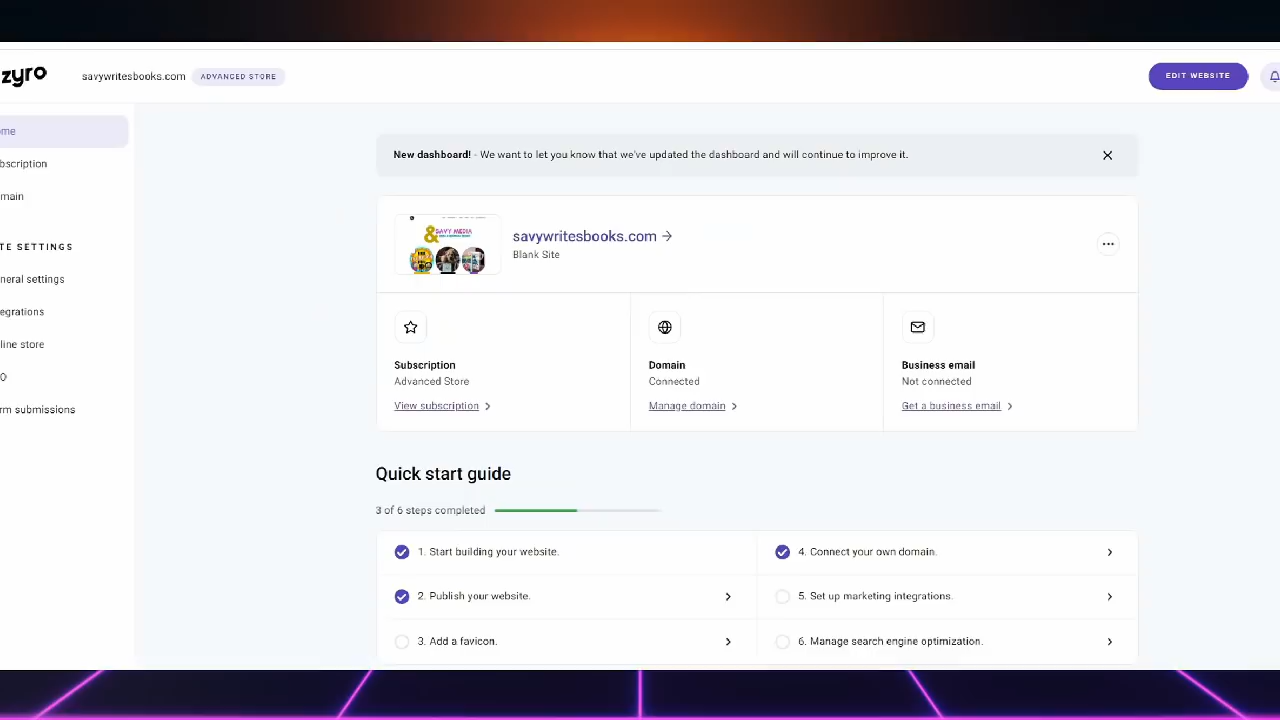 zyro
savywritesbooks.com ADVANCED STORE
EDIT WEBSITE
ome
bscription
main
TE SETTINGS
neral settings
egrations
line store
O
rm submissions
New dashboard! - We want to let you know that we've updated the dashboard and will continue to improve it.
& SAVY MEDIA
savywritesbooks.com
Blank Site
Subscription
Advanced Store
View subscription
Domain
Connected
Manage domain
Business email
Not connected
Get a business email
Quick start guide
3 of 6 steps completed
1. Start building your website.
2. Publish your website.
3. Add a favicon.
4. Connect your own domain.
5. Set up marketing integrations.
6. Manage search engine optimization.